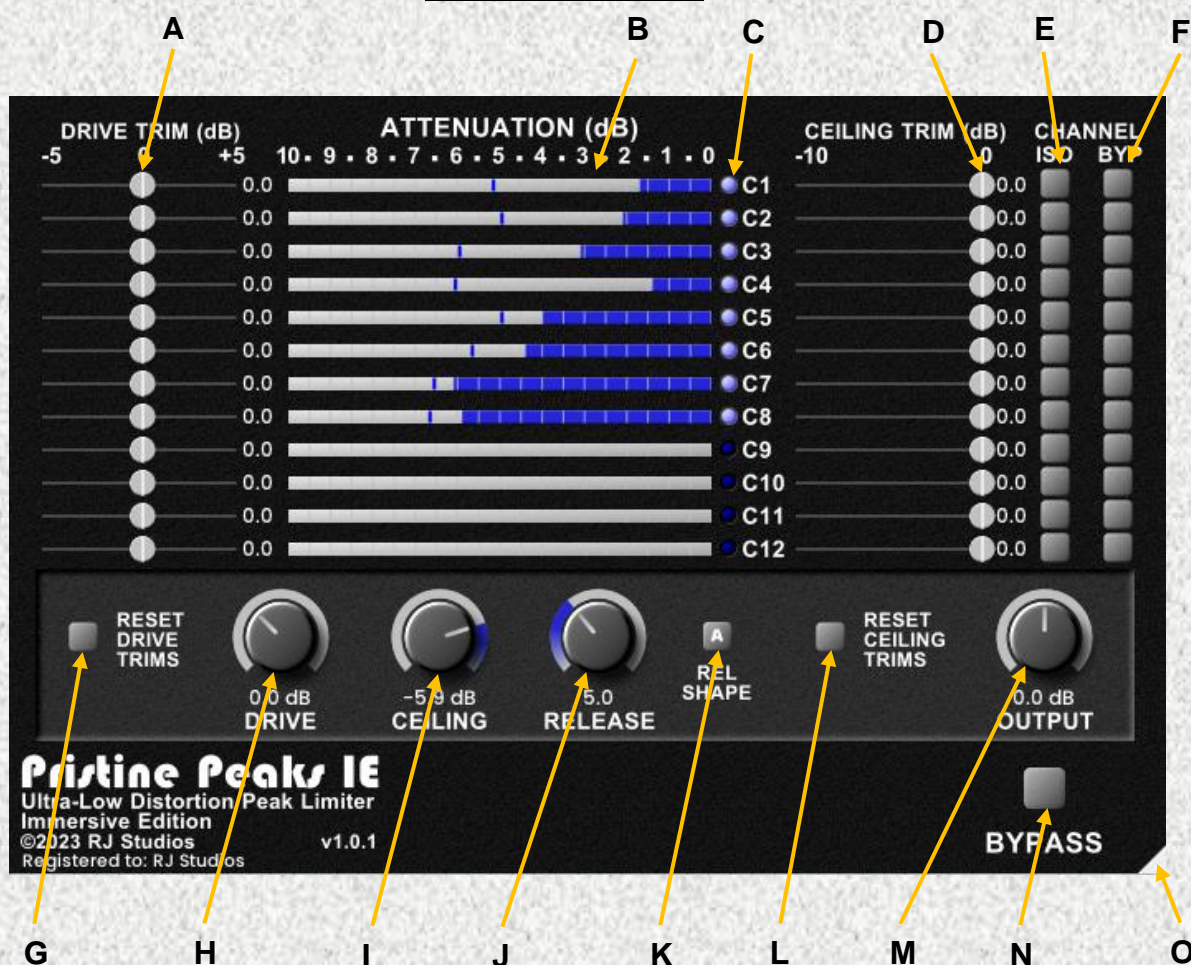 A B C D E F
DRIVE TRIM (dB) ATTENUATION (dB) CEILING TRIM (dB) CHANNEL
-5 0 +5 10 - 9 - 8 - 7 - 6 - 5 - 4 - 3 - 2 - 1 - 0 -10 0 ISO BYP
0.0 C1 0.0
0.0 C2 0.0
0.0 C3 0.0
0.0 C4 0.0
0.0 C5 0.0
0.0 C6 0.0
0.0 C7 0.0
0.0 C8 0.0
0.0 C9 0.0
0.0 C10 0.0
0.0 C11 0.0
0.0 C12 0.0
RESET
DRIVE
TRIMS
0.0 dB
DRIVE
-5.9 dB
CEILING
5.0
RELEASE
A
REL
SHAPE
RESET
CEILING
TRIMS
0.0 dB
OUTPUT
Pristine Peaks IE
Ultra-Low Distortion Peak Limiter
Immersive Edition
©2023 RJ Studios v1.0.1
Registered to: RJ Studios
BYPASS
G H I J K L M N O